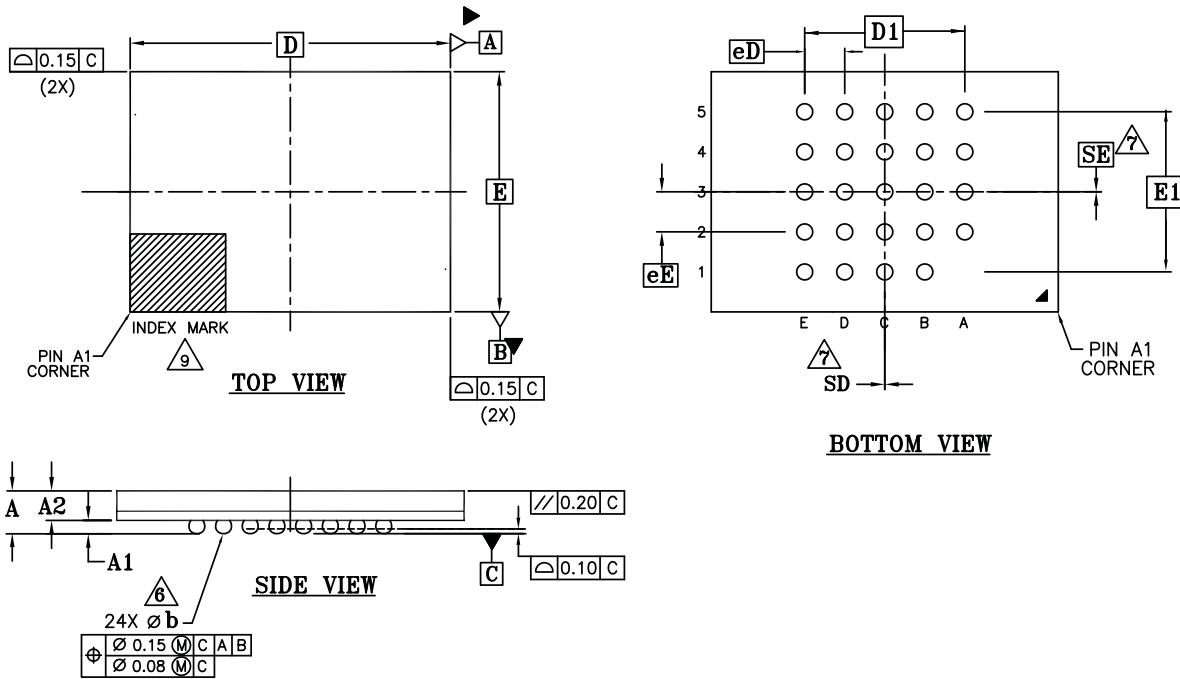 D
A
⌓ 0.15 C
(2X)
E
INDEX MARK
9
PIN A1
CORNER
B
⌓ 0.15 C
(2X)
TOP VIEW
D1
eD
5
4
3
2
1
SE
7
E1
eE
E D C B A
7
SD
PIN A1
CORNER
BOTTOM VIEW
A
A2
A1
// 0.20 C
⌓ 0.10 C
C
SIDE VIEW
6
24X ⌀ b
⌖ ⌀ 0.15 Ⓜ C A B
⌀ 0.08 Ⓜ C